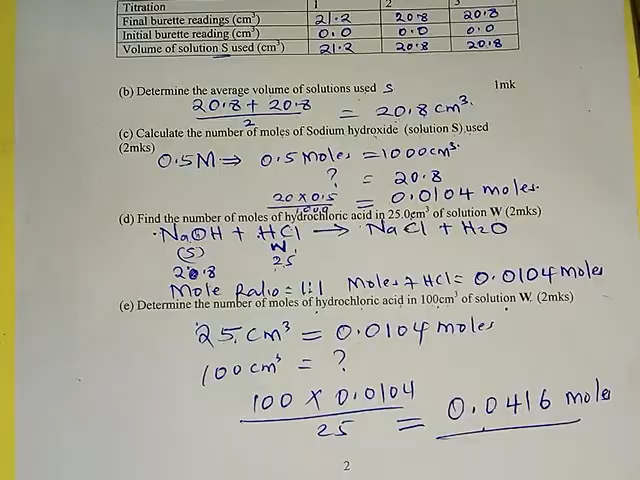 Titration 1 2 3
Final burette readings (cm³) 21.2 20.8 20.8
Initial burette reading (cm³) 0.0 0.0 0.0
Volume of solution S used (cm³) 21.2 20.8 20.8
(b) Determine the average volume of solutions used S 1mk
20.8 + 20.8 / 2 = 20.8 cm³.
(c) Calculate the number of moles of Sodium hydroxide (solution S) used
(2mks)
0.5M ⇒ 0.5 moles = 1000cm³.
? = 20.8
20 x 0.5 / 1000 = 0.0104 moles.
(d) Find the number of moles of hydrochloric acid in 25.0cm³ of solution W (2mks)
NaOH + HCl → NaCl + H2O
(S) W
20.8 25
Mole Ratio = 1:1 Moles of HCl = 0.0104 moles
(e) Determine the number of moles of hydrochloric acid in 100cm³ of solution W. (2mks)
25 cm³ = 0.0104 moles
100 cm³ = ?
100 x 0.0104 / 25 = 0.0416 mole
2